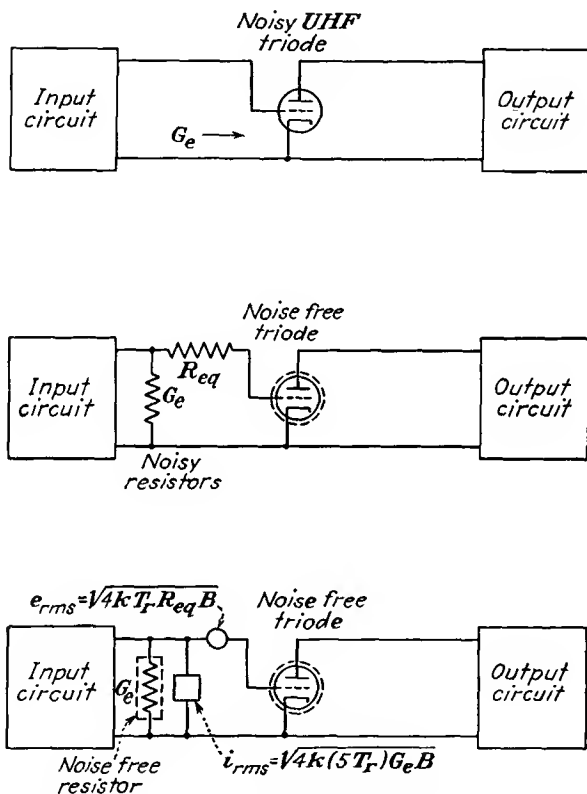 Noisy UHF
triode
Input
circuit
G_e
Output
circuit
Noise free
triode
Input
circuit
R_eq
G_e
Noisy
resistors
Output
circuit
e_rms=√4kT_rR_eqB
Noise free
triode
Input
circuit
G_e
Noise free
resistor
i_rms=√4k(5T_r)G_eB
Output
circuit